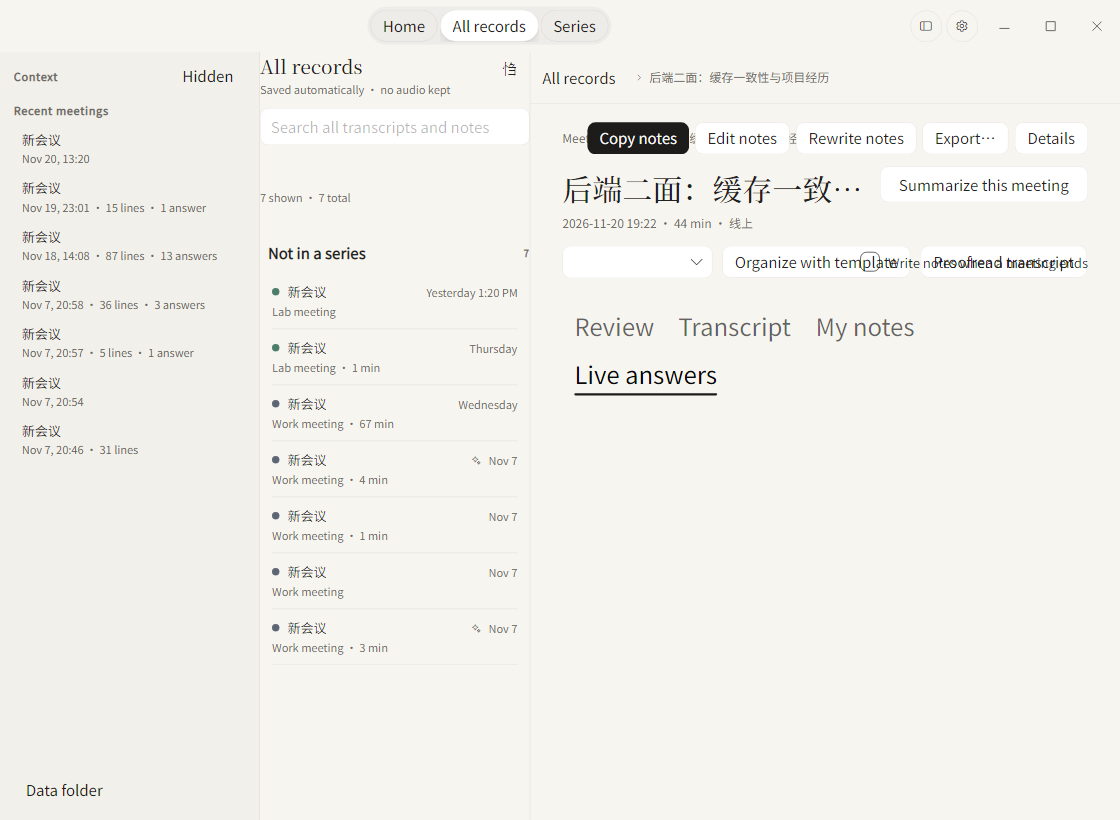 Home All records Series
Context Hidden
Recent meetings
新会议
Nov 20, 13:20
新会议
Nov 19, 23:01 · 15 lines · 1 answer
新会议
Nov 18, 14:08 · 87 lines · 13 answers
新会议
Nov 7, 20:58 · 36 lines · 3 answers
新会议
Nov 7, 20:57 · 5 lines · 1 answer
新会议
Nov 7, 20:54
新会议
Nov 7, 20:46 · 31 lines
Data folder
All records
Saved automatically · no audio kept
Search all transcripts and notes
7 shown · 7 total
Not in a series 7
新会议 Yesterday 1:20 PM
Lab meeting
新会议 Thursday
Lab meeting · 1 min
新会议 Wednesday
Work meeting · 67 min
新会议 Nov 7
Work meeting · 4 min
新会议 Nov 7
Work meeting · 1 min
新会议 Nov 7
Work meeting
新会议 Nov 7
Work meeting · 3 min
All records › 后端二面：缓存一致性与项目经历
Copy notes Edit notes Rewrite notes Export… Details
后端二面：缓存一致… Summarize this meeting
2026-11-20 19:22 · 44 min · 线上
Organize with template Write notes when a meeting ends Proofread transcript
Review Transcript My notes
Live answers